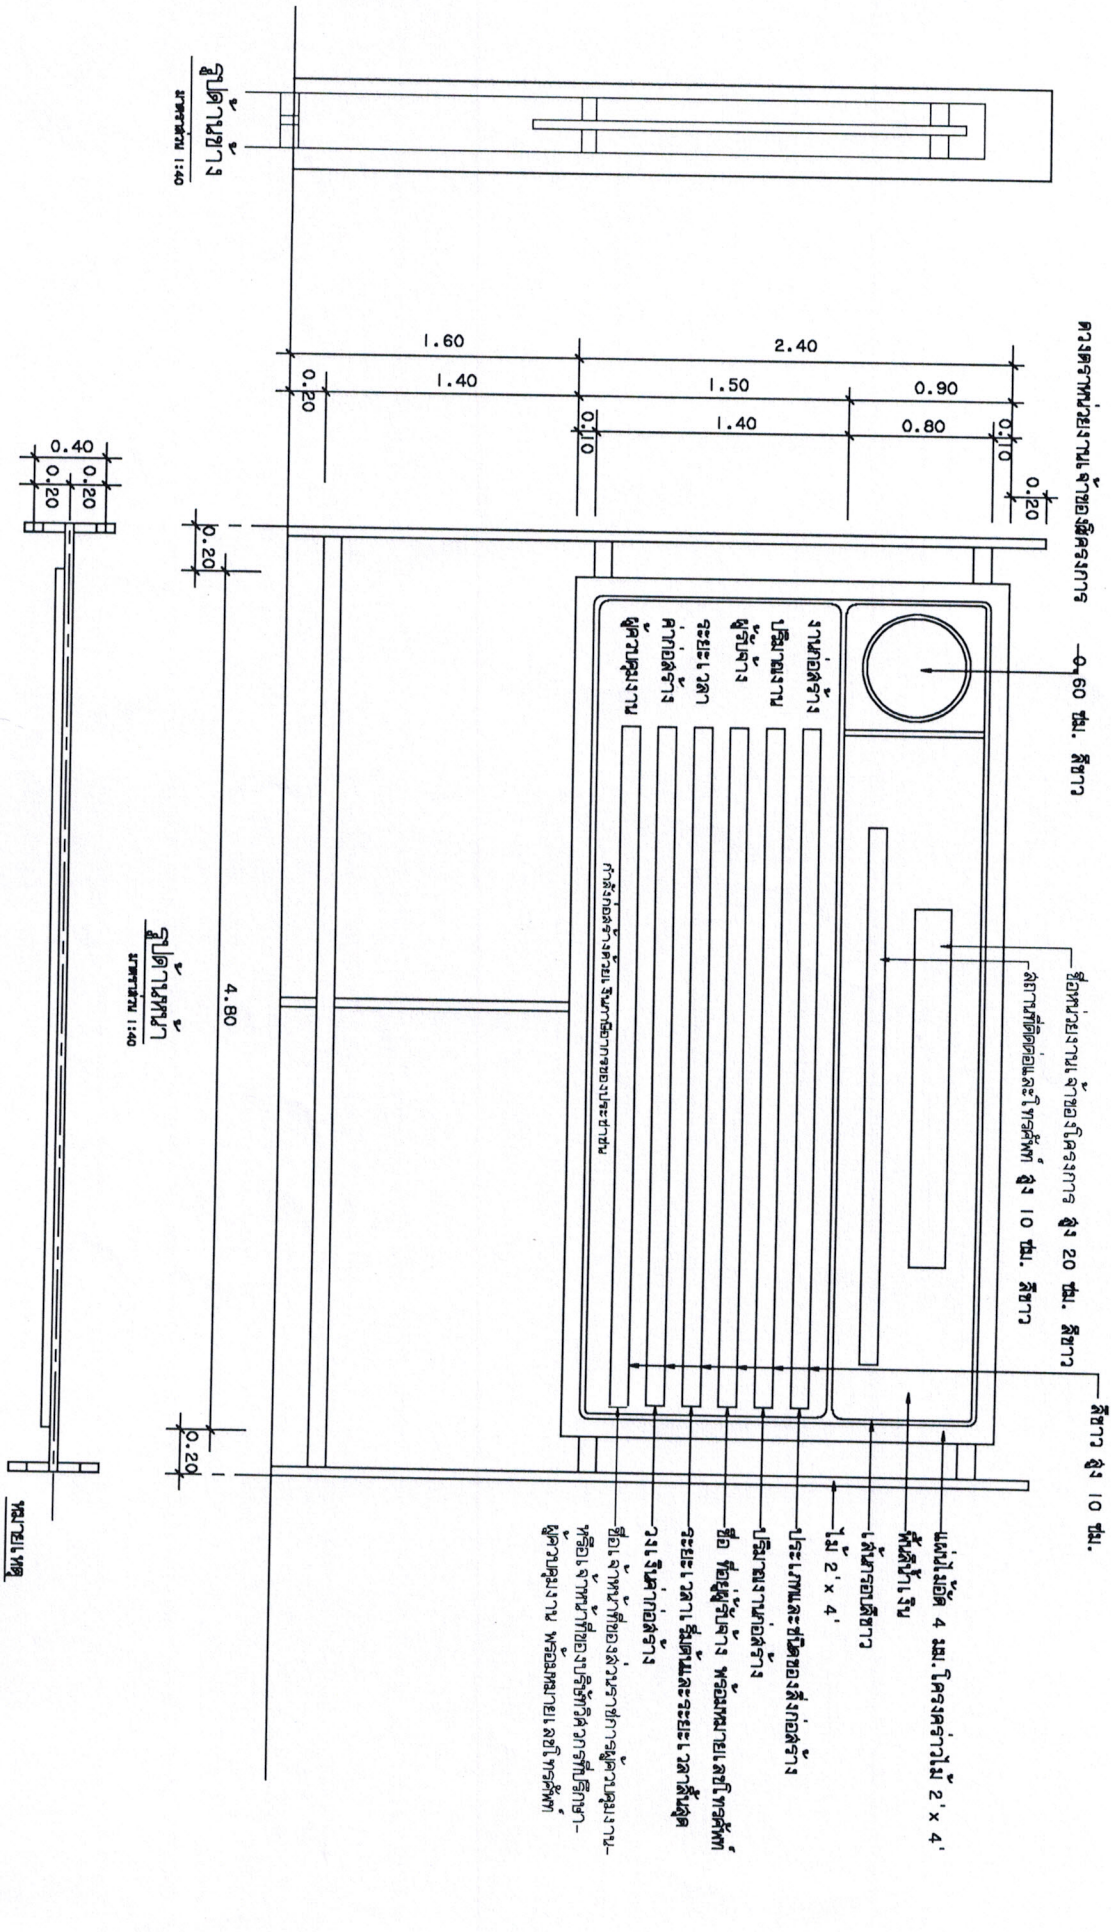 สีขาว สูง 10 ซม.
ดวงตราหน่วยงานเจ้าของโครงการ 0.60 ซม. สีขาว
ชื่อหน่วยงานเจ้าของโครงการ สูง 20 ซม. สีขาว
สถานที่ติดต่อและโทรศัพท์ สูง 10 ซม. สีขาว
แผ่นไม้อัด 4 มม.โครงคร่าวไม้ 2' x 4'
พื้นสีน้ำเงิน
เส้นกรอบสีขาว
ไม้ 2' x 4'
ประเภทและชนิดของสิ่งก่อสร้าง
ปริมาณงานก่อสร้าง
ชื่อ ที่อยู่ผู้รับจ้าง พร้อมหมายเลขโทรศัพท์
ระยะเวลาเริ่มต้นและระยะเวลาสิ้นสุด
วงเงินค่าก่อสร้าง
ชื่อเจ้าหน้าที่ของส่วนราชการผู้ควบคุมงาน-
หรือเจ้าหน้าที่ของบริษัทวิศวกรที่ปรึกษา-
ผู้ควบคุมงาน พร้อมหมายเลขโทรศัพท์
งานก่อสร้าง
ปริมาณงาน
ผู้รับจ้าง
ระยะเวลา
ค่าก่อสร้าง
ผู้ควบคุมงาน
กำลังก่อสร้างด้วยเงินภาษีอากรของประชาชน
0.20
0.10
0.80
1.40
0.10
0.90
1.50
1.40
0.20
2.40
1.60
0.20
4.80
0.20
0.40
0.20
0.20
รูปด้านข้าง
มาตราส่วน 1:40
รูปด้านหน้า
มาตราส่วน 1:40
หมายเหตุ